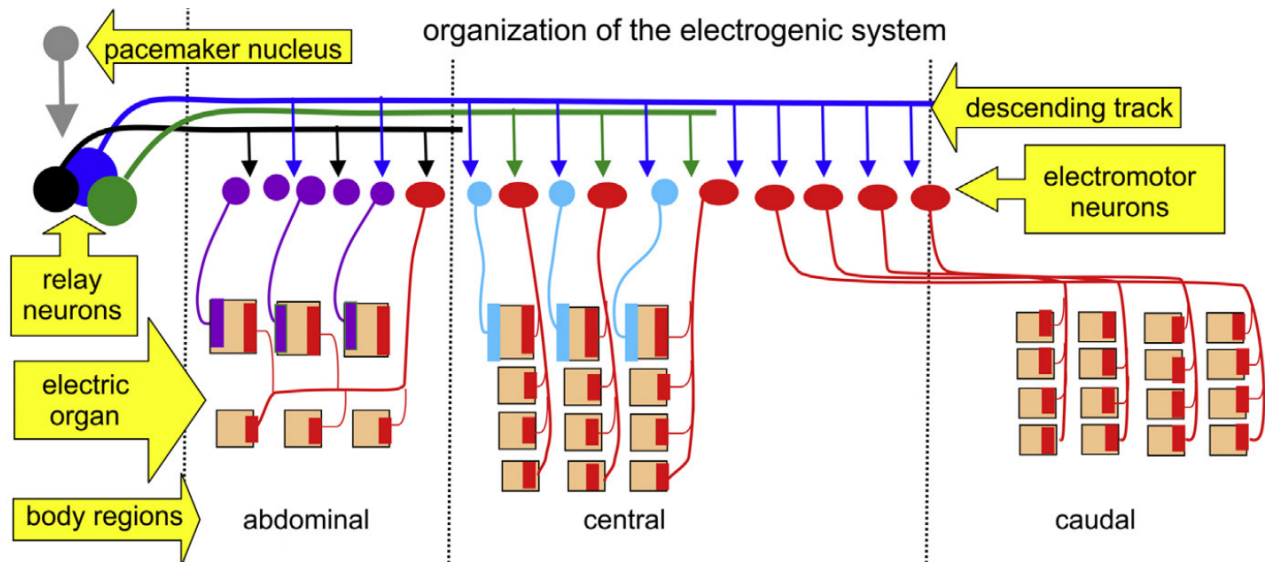 organization of the electrogenic system
pacemaker nucleus
descending track
electromotor
neurons
relay
neurons
electric
organ
body regions
abdominal
central
caudal